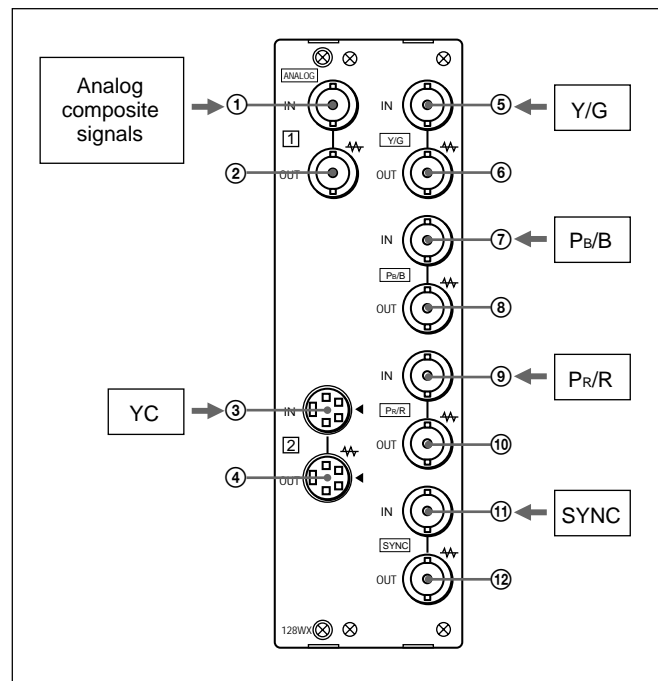 Analog
composite
signals
ANALOG
IN
①
1
②
OUT
YC
③
IN
2
④
OUT
128WX
IN
⑤
Y/G
Y/G
OUT
⑥
IN
⑦
PB/B
PB/B
OUT
⑧
IN
⑨
PR/R
PR/R
OUT
⑩
IN
⑪
SYNC
SYNC
OUT
⑫